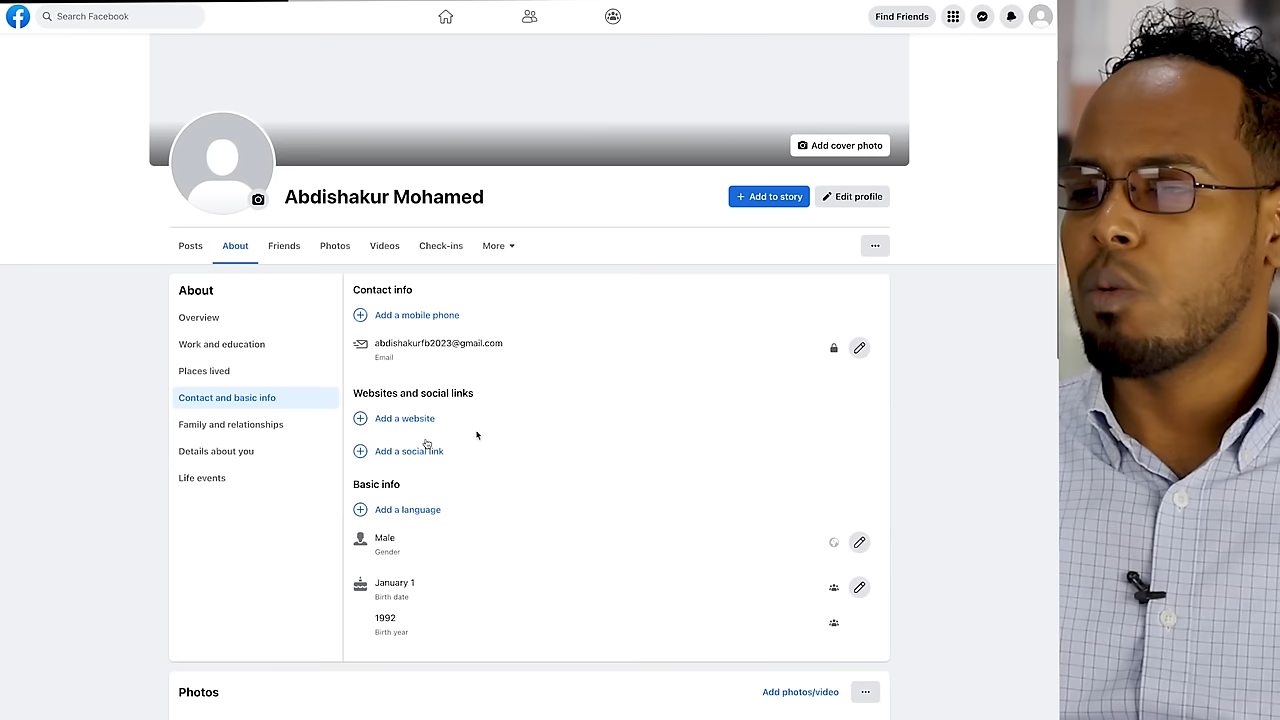 Search Facebook
Find Friends
Add cover photo
Abdishakur Mohamed
+ Add to story
Edit profile
Posts
About
Friends
Photos
Videos
Check-ins
More
About
Overview
Work and education
Places lived
Contact and basic info
Family and relationships
Details about you
Life events
Contact info
Add a mobile phone
abdishakurfb2023@gmail.com
Email
Websites and social links
Add a website
Add a social link
Basic info
Add a language
Male
Gender
January 1
Birth date
1992
Birth year
Photos
Add photos/video